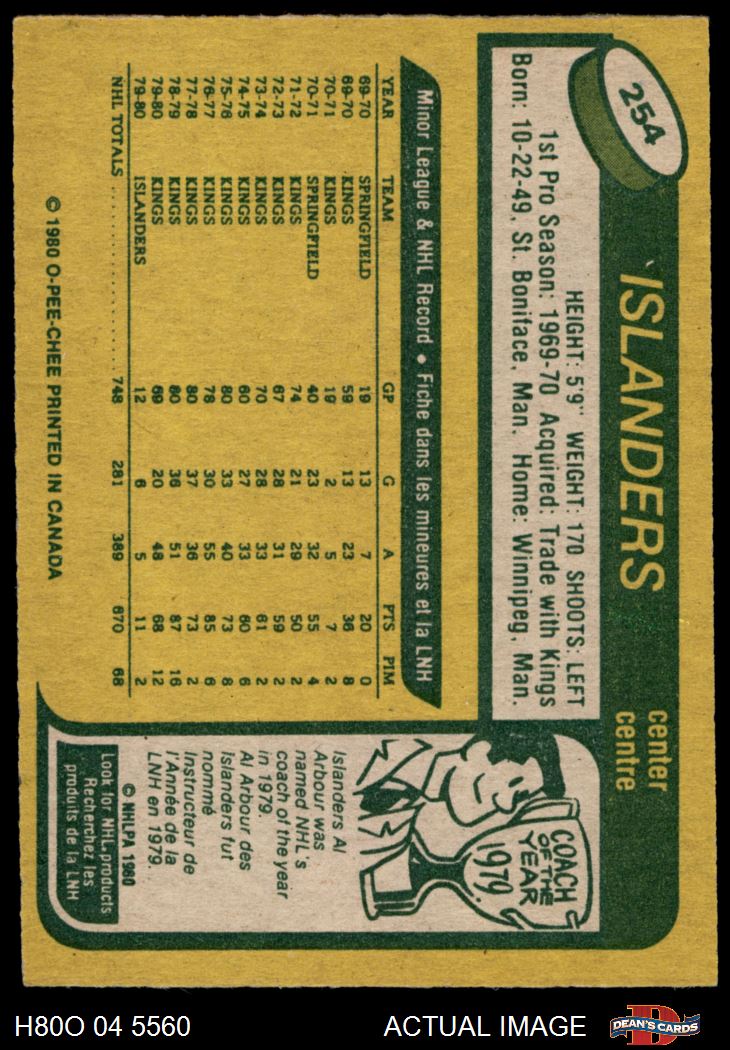 254
ISLANDERS
center
centre
HEIGHT: 5'9" WEIGHT: 170 SHOOTS: LEFT
1st Pro Season: 1969-70 Acquired: Trade with Kings
Born: 10-22-49, St. Boniface, Man. Home: Winnipeg, Man.
Minor League & NHL Record • Fiche dans les mineures et la LNH
YEAR TEAM GP G A PTS PIM
69-70 SPRINGFIELD 19 13 7 20 0
69-70 KINGS 59 13 23 36 8
70-71 KINGS 19 2 5 7 2
70-71 SPRINGFIELD 40 23 32 55 4
71-72 KINGS 74 21 29 50 2
72-73 KINGS 67 28 31 59 2
73-74 KINGS 70 28 33 61 2
74-75 KINGS 60 27 33 60 6
75-76 KINGS 80 33 40 73 8
76-77 KINGS 78 30 55 85 6
77-78 KINGS 80 37 36 73 2
78-79 KINGS 80 36 51 87 16
79-80 KINGS 69 20 48 68 12
79-80 ISLANDERS 12 6 5 11 2
NHL TOTALS .......... 748 281 389 670 68
© 1980 O-PEE-CHEE PRINTED IN CANADA
COACH
OF THE
YEAR
1979
Islanders Al
Arbour was
named NHL's
coach of the year
in 1979.
Al Arbour des
islanders fut
nommé
Instructeur de
l'Année de la
LNH en 1979.
© NHLPA 1980
Look for NHL products
Recherchez les
produits de la LNH
H80O 04 5560
ACTUAL IMAGE
DEAN'S CARDS